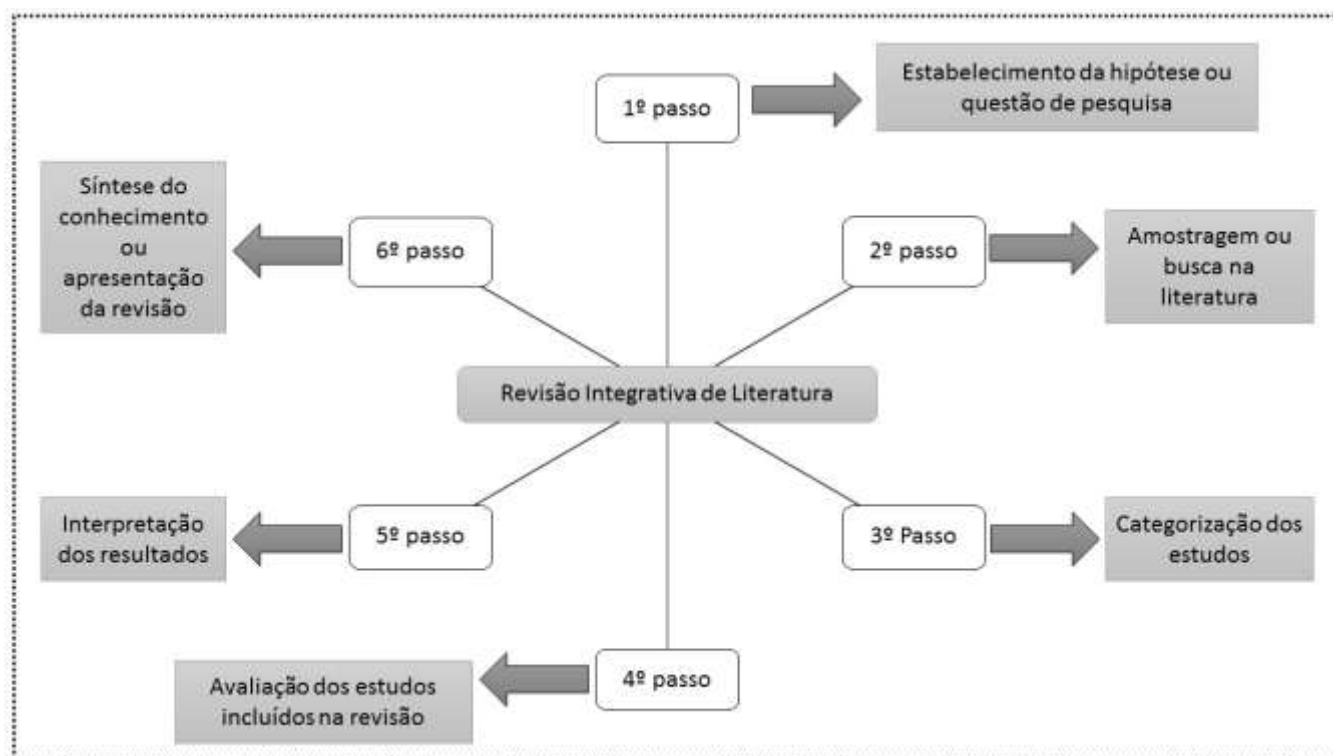 1º passo
Estabelecimento da hipótese ou
questão de pesquisa
2º passo
Amostragem ou
busca na
literatura
3º Passo
Categorização dos
estudos
4º passo
Avaliação dos estudos
incluídos na revisão
5º passo
Interpretação
dos resultados
6º passo
Síntese do
conhecimento
ou
apresentação
da revisão
Revisão Integrativa de Literatura